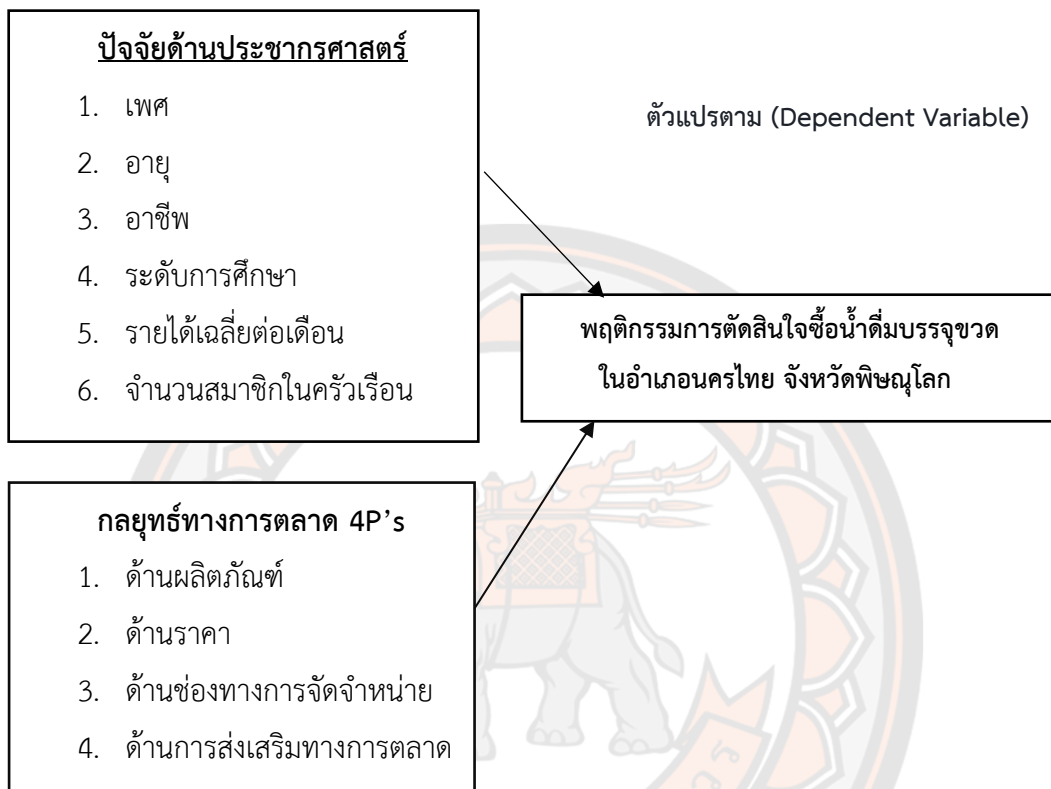 ปัจจัยด้านประชากรศาสตร์
1. เพศ
2. อายุ
3. อาชีพ
4. ระดับการศึกษา
5. รายได้เฉลี่ยต่อเดือน
6. จำนวนสมาชิกในครัวเรือน
ตัวแปรตาม (Dependent Variable)
พฤติกรรมการตัดสินใจซื้อน้ำดื่มบรรจุขวด
ในอำเภอนครไทย จังหวัดพิษณุโลก
กลยุทธ์ทางการตลาด 4P’s
1. ด้านผลิตภัณฑ์
2. ด้านราคา
3. ด้านช่องทางการจัดจำหน่าย
4. ด้านการส่งเสริมทางการตลาด